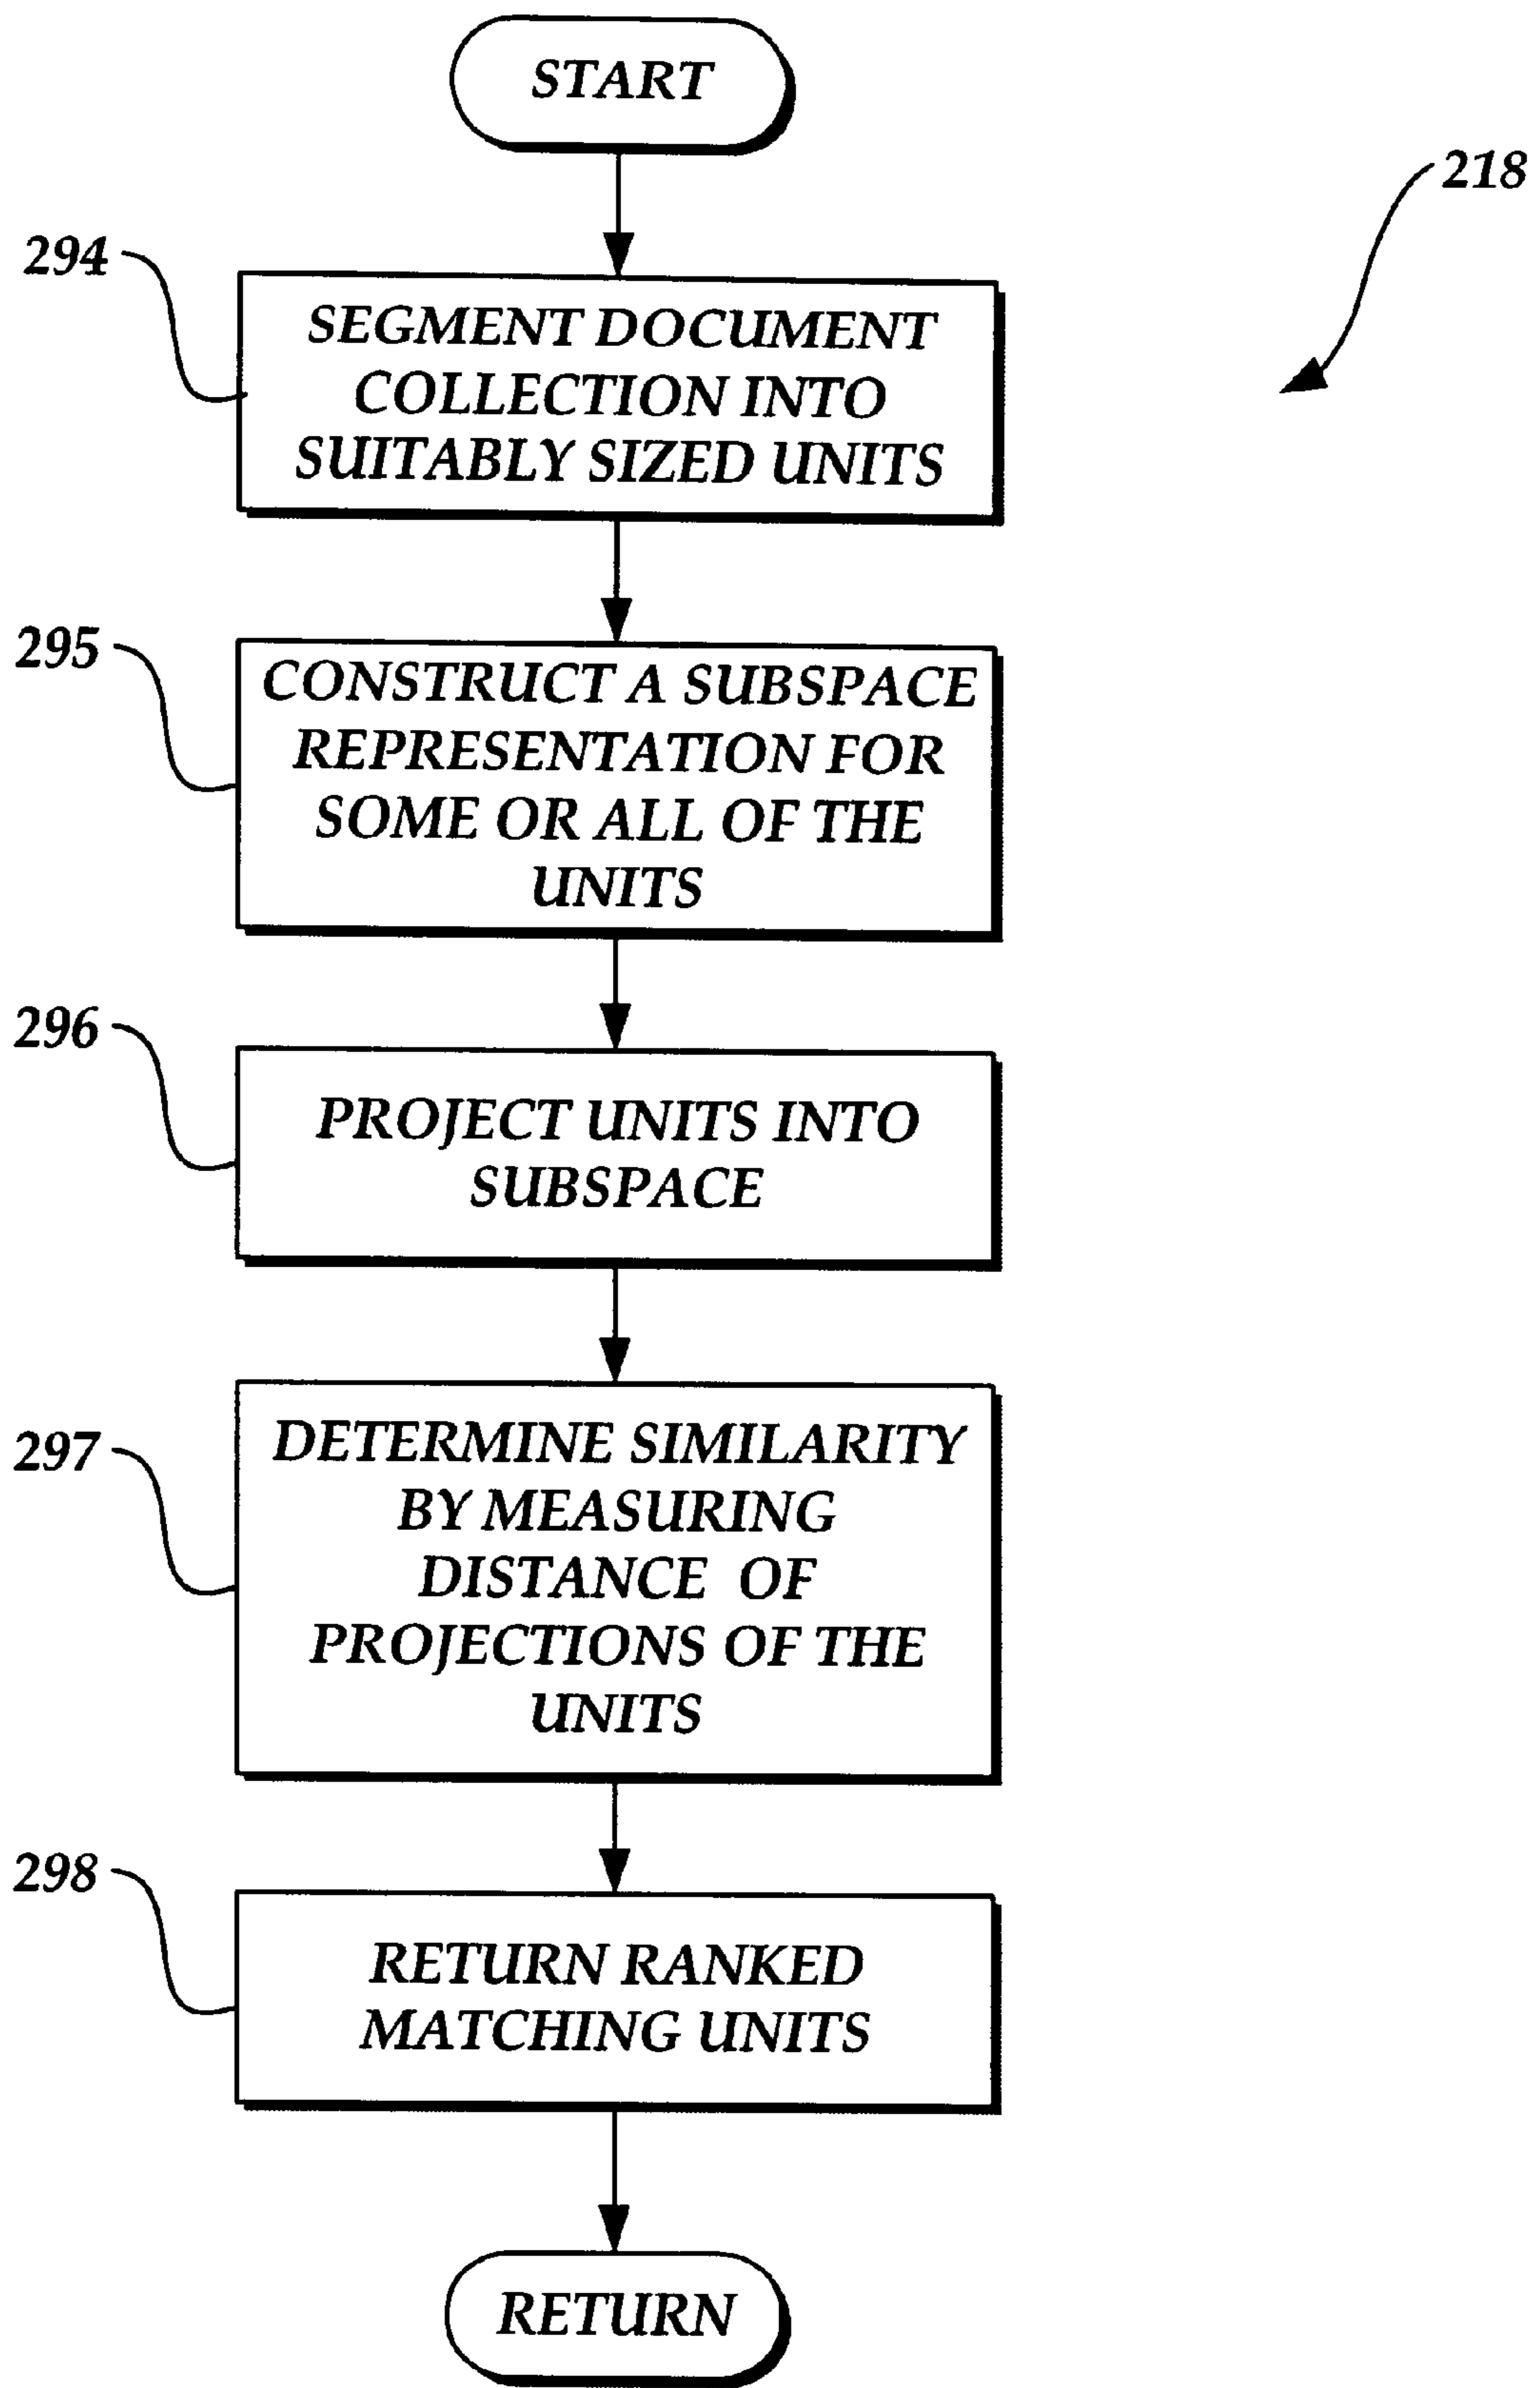 START
218
294
SEGMENT DOCUMENT
COLLECTION INTO
SUITABLY SIZED UNITS
295
CONSTRUCT A SUBSPACE
REPRESENTATION FOR
SOME OR ALL OF THE
UNITS
296
PROJECT UNITS INTO
SUBSPACE
297
DETERMINE SIMILARITY
BY MEASURING
DISTANCE OF
PROJECTIONS OF THE
UNITS
298
RETURN RANKED
MATCHING UNITS
RETURN